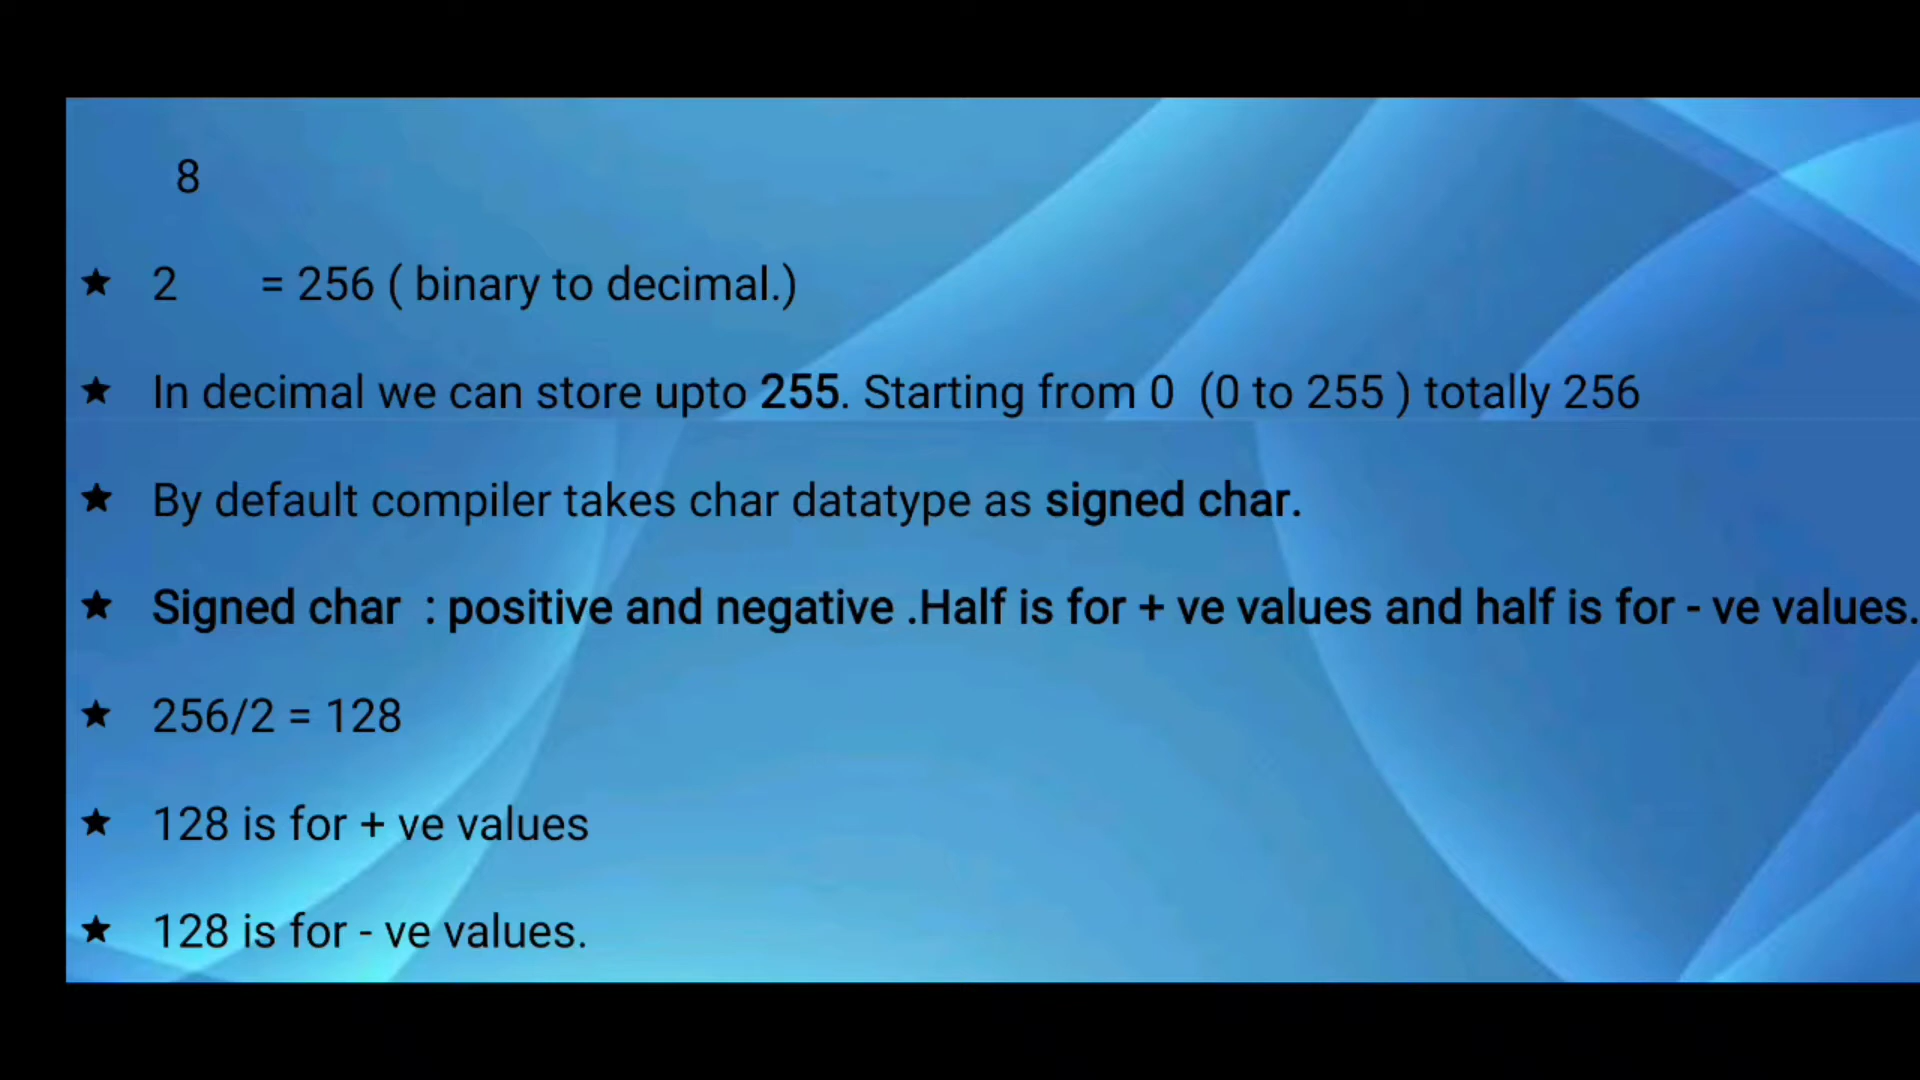 8
★ 2 = 256 ( binary to decimal.)
★ In decimal we can store upto 255. Starting from 0 (0 to 255 ) totally 256
★ By default compiler takes char datatype as signed char.
★ Signed char : positive and negative .Half is for + ve values and half is for - ve values.
★ 256/2 = 128
★ 128 is for + ve values
★ 128 is for - ve values.